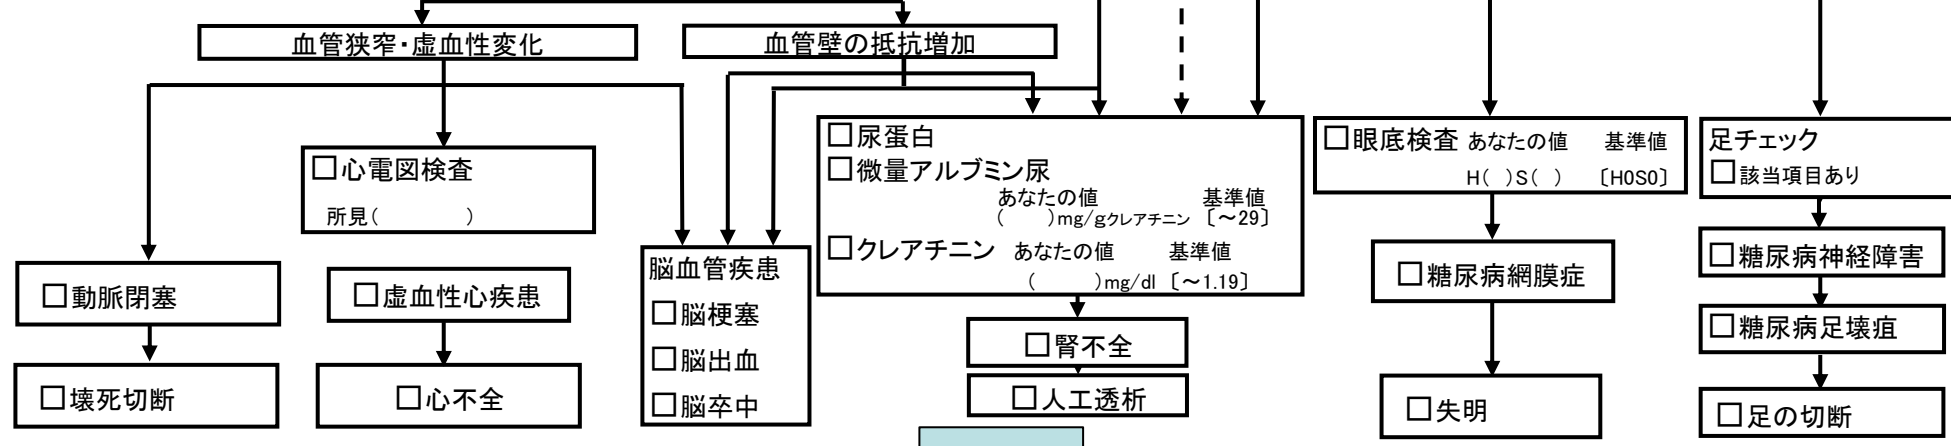 血管狭窄・虚血性変化
血管壁の抵抗増加
□心電図検査
所見(　　　　)
□動脈閉塞
□壊死切断
□虚血性心疾患
□心不全
脳血管疾患
□脳梗塞
□脳出血
□脳卒中
□尿蛋白
□微量アルブミン尿
あなたの値　基準値
(　　)mg/gクレアチニン 〔～29〕
□クレアチニン　あなたの値　基準値
(　　)mg/dl 〔～1.19〕
□腎不全
□人工透析
□眼底検査 あなたの値　基準値
H(　)S(　) 〔H0S0〕
□糖尿病網膜症
□失明
足チェック
□該当項目あり
□糖尿病神経障害
□糖尿病足壊疽
□足の切断